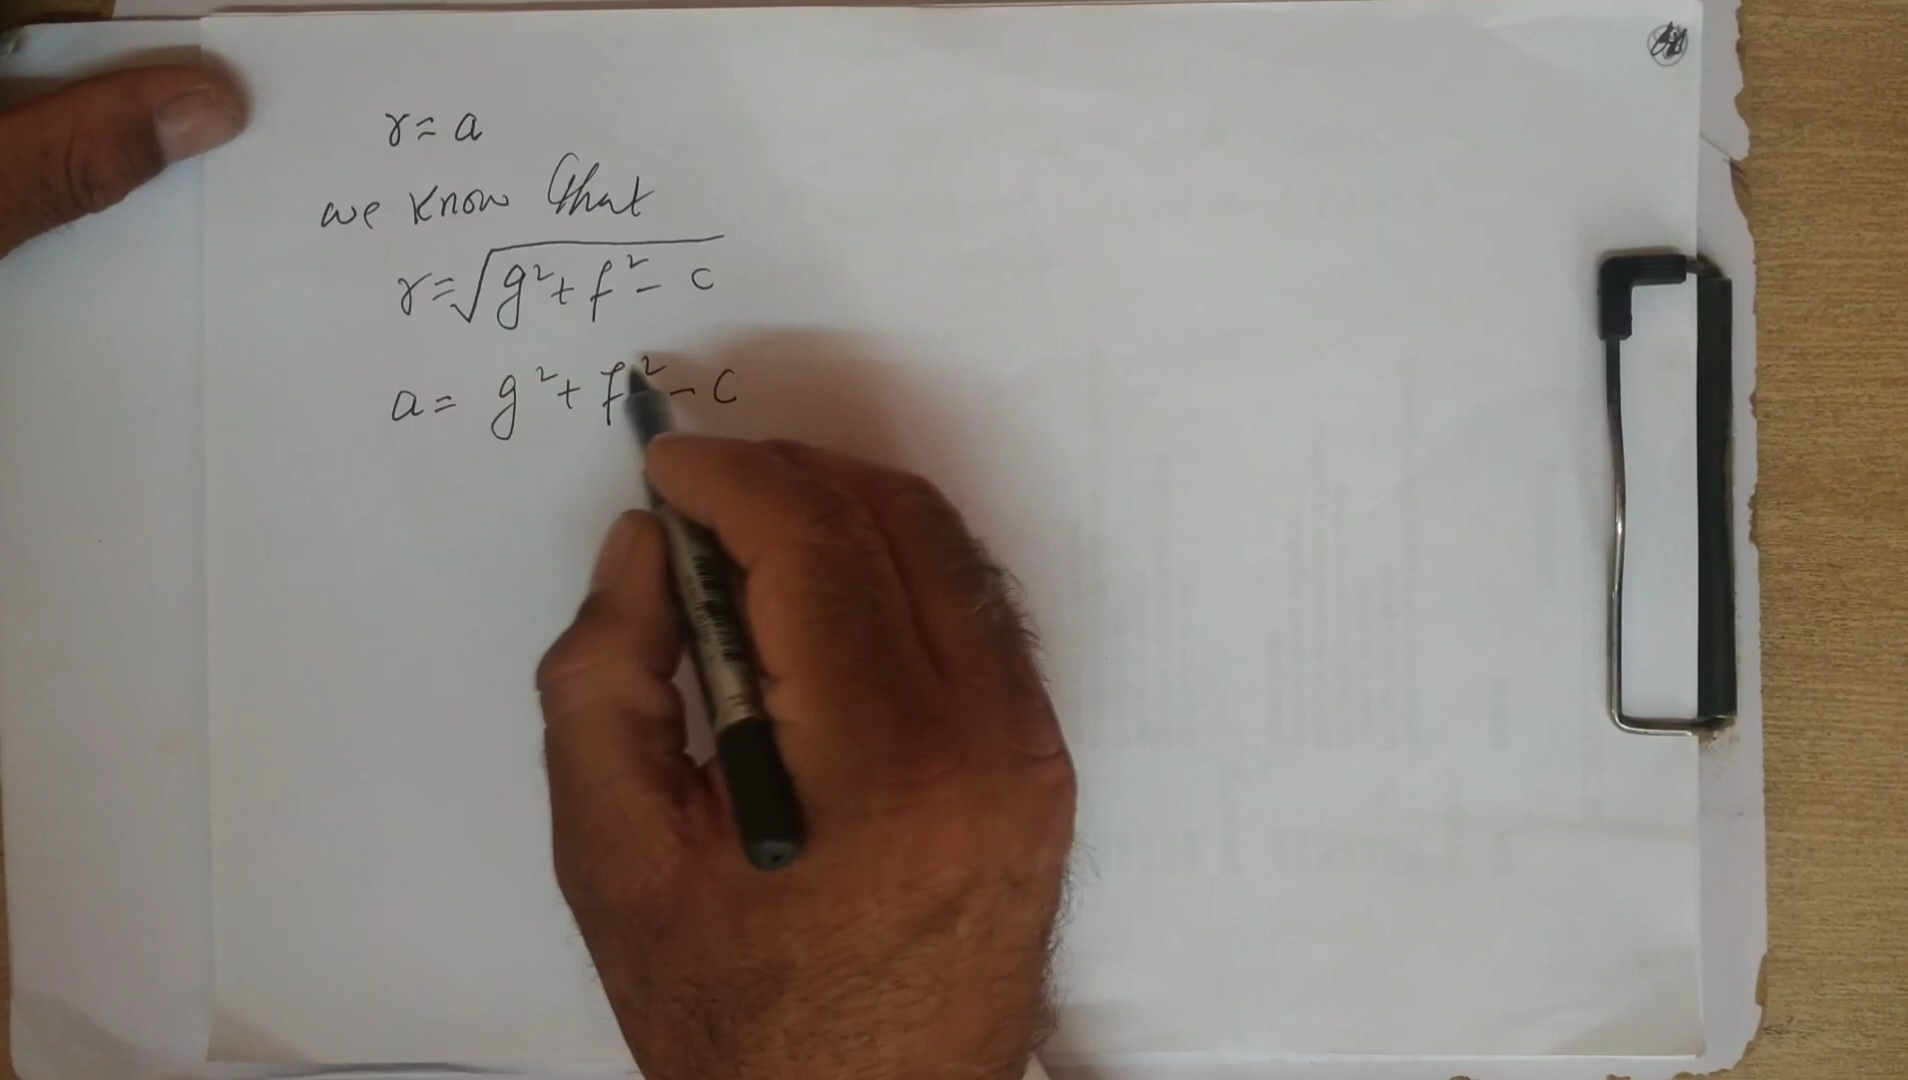 r = a
we know that
r = √g² + f² - c
a = g² + f² - c